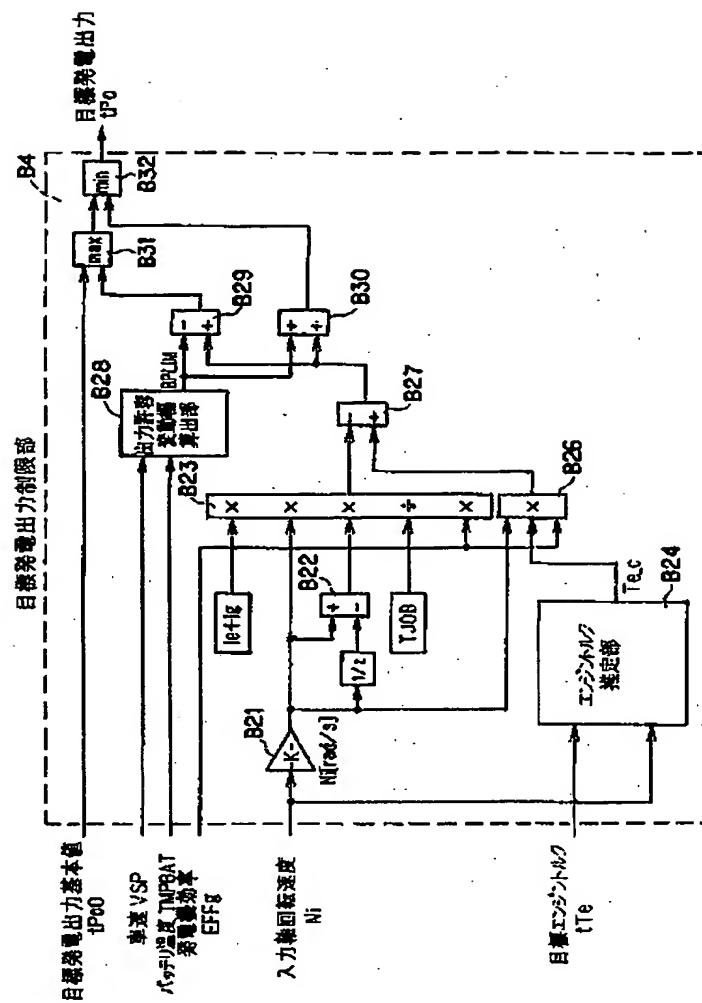 目標発電出力制限部
B4
目標発電出力基本値
tPo0
車速 VSP
バッテリ温度 TMPBAT
発電機効率
EFFg
入力軸回転速度
Ni
目標エンジントルク
tTe
B28
出力許容
変動幅
算出部
BPLDM
B31
max
B32
min
目標発電出力
tPo
B29
-
+
B30
+
+
B27
-
+
B23
×
×
×
÷
×
B26
×
Ie+Ig
B22
+
-
1/z
TJOB
B21
-K-
Ni[rad/s]
エンジントルク
推定部
Te_c
B24